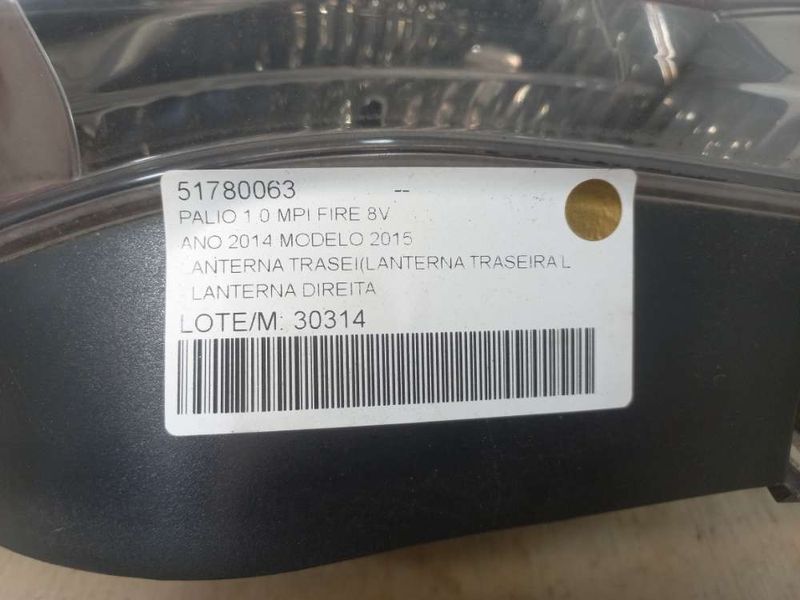 51780063 --
PALIO 1.0 MPI FIRE 8V
ANO 2014 MODELO 2015
LANTERNA TRASEI(LANTERNA TRASEIRA L
LANTERNA DIREITA
LOTE/M: 30314